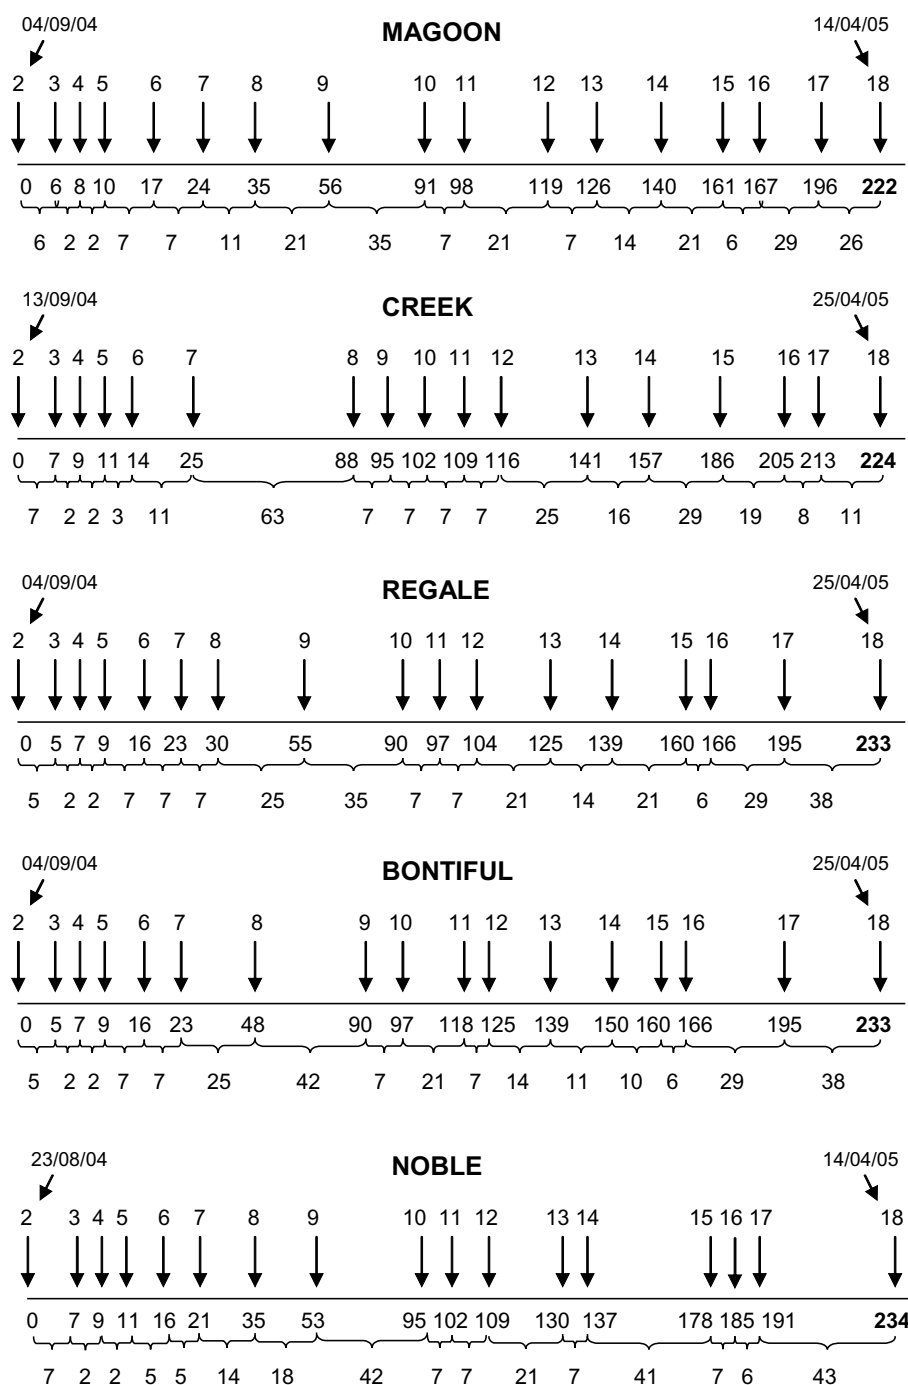 04/09/04 MAGOON 14/04/05
2 3 4 5 6 7 8 9 10 11 12 13 14 15 16 17 18
0 6 8 10 17 24 35 56 91 98 119 126 140 161 167 196 222
6 2 2 7 7 11 21 35 7 21 7 14 21 6 29 26
13/09/04 CREEK 25/04/05
2 3 4 5 6 7 8 9 10 11 12 13 14 15 16 17 18
0 7 9 11 14 25 88 95 102 109 116 141 157 186 205 213 224
7 2 2 3 11 63 7 7 7 7 25 16 29 19 8 11
04/09/04 REGALE 25/04/05
2 3 4 5 6 7 8 9 10 11 12 13 14 15 16 17 18
0 5 7 9 16 23 30 55 90 97 104 125 139 160 166 195 233
5 2 2 7 7 7 25 35 7 7 21 14 21 6 29 38
04/09/04 BONTIFUL 25/04/05
2 3 4 5 6 7 8 9 10 11 12 13 14 15 16 17 18
0 5 7 9 16 23 48 90 97 118 125 139 150 160 166 195 233
5 2 2 7 7 25 42 7 21 7 14 11 10 6 29 38
23/08/04 NOBLE 14/04/05
2 3 4 5 6 7 8 9 10 11 12 13 14 15 16 17 18
0 7 9 11 16 21 35 53 95 102 109 130 137 178 185 191 234
7 2 2 5 5 14 18 42 7 7 21 7 41 7 6 43